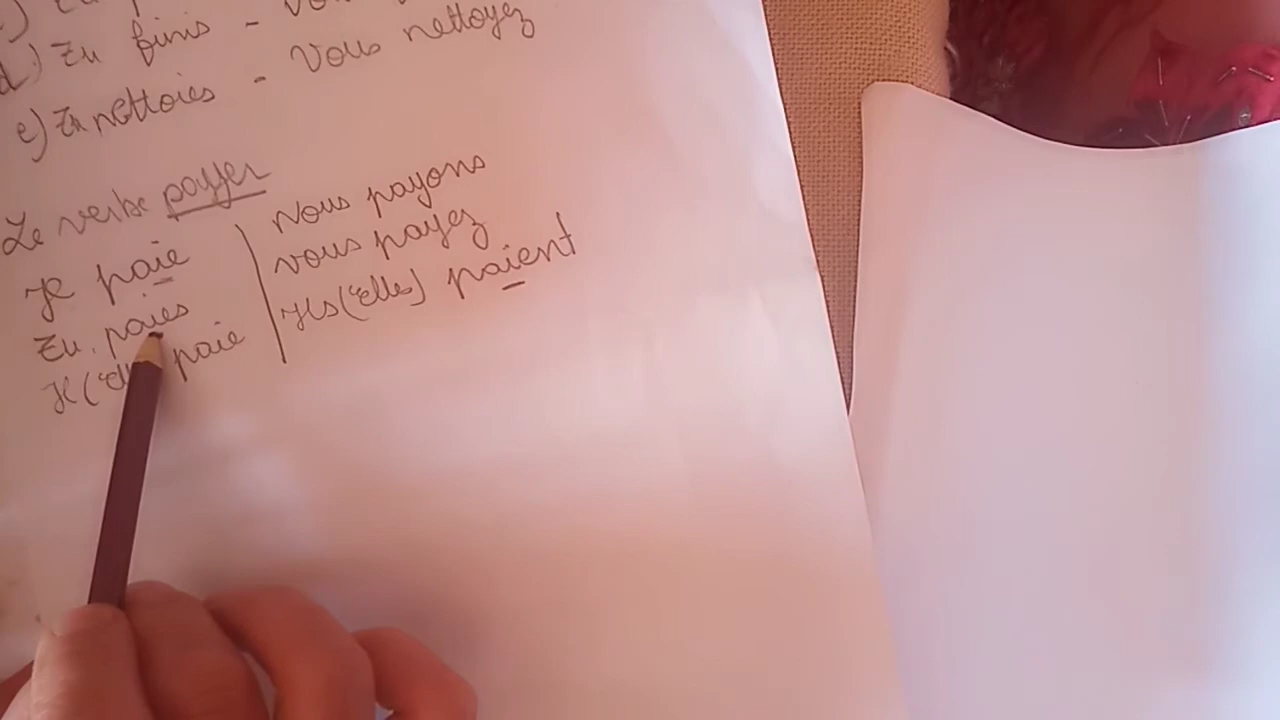 d.) Tu finis - Vous
e) Tu nettoies - Vous nettoyez
Le verbe payer
Je paie
Tu paies
Il (Elle) paie
Nous payons
Vous payez
Ils (Elles) paient